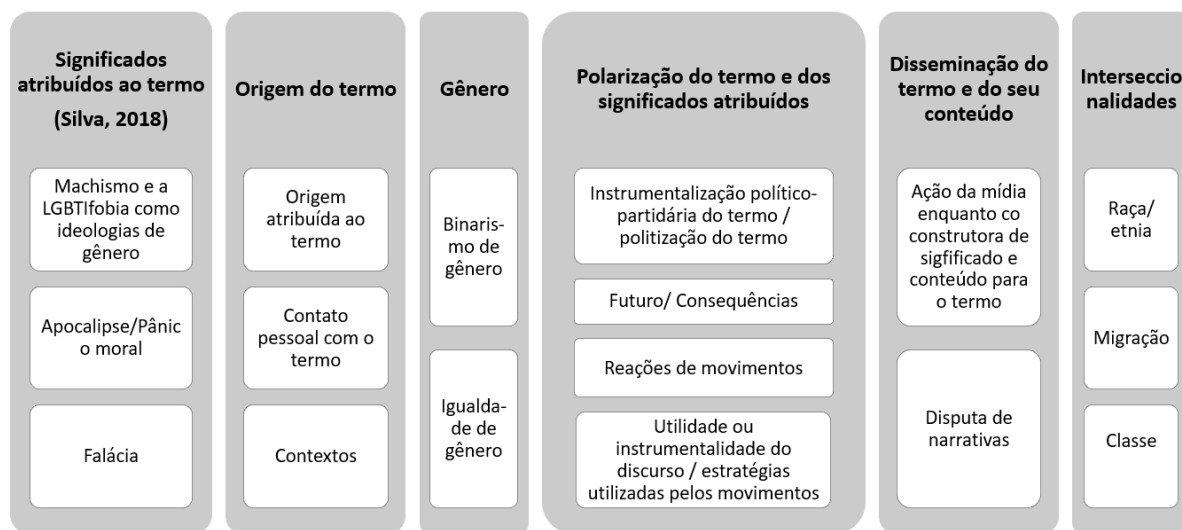 Significados
atribuídos ao termo
(Silva, 2018)
Machismo e a
LGBTIfobia como
ideologias de
gênero
Apocalipse/Pânic
o moral
Falácia
Origem do termo
Origem
atribuída ao
termo
Contato
pessoal com o
termo
Contextos
Gênero
Binaris-
mo de
gênero
Igualda-
de de
gênero
Polarização do termo e dos
significados atribuídos
Instrumentalização político-
partidária do termo /
politização do termo
Futuro/ Consequências
Reações de movimentos
Utilidade ou
instrumentalidade do
discurso / estratégias
utilizadas pelos movimentos
Disseminação do
termo e do seu
conteúdo
Ação da mídia
enquanto co
construtora de
sigfificado e
conteúdo para
o termo
Disputa de
narrativas
Interseccio
nalidades
Raça/
etnia
Migração
Classe